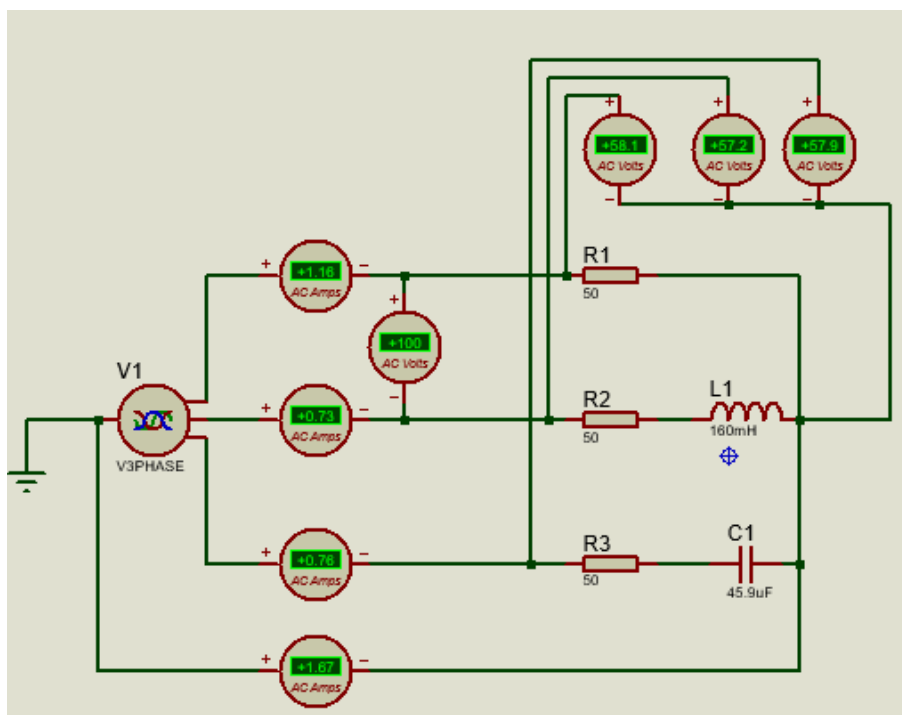 +58.1
AC Volts
+57.2
AC Volts
+57.9
AC Volts
+1.16
AC Amps
R1
50
+100
AC Volts
V1
V3PHASE
+0.73
AC Amps
R2
50
L1
160mH
+0.76
AC Amps
R3
50
C1
45.9uF
+1.67
AC Amps